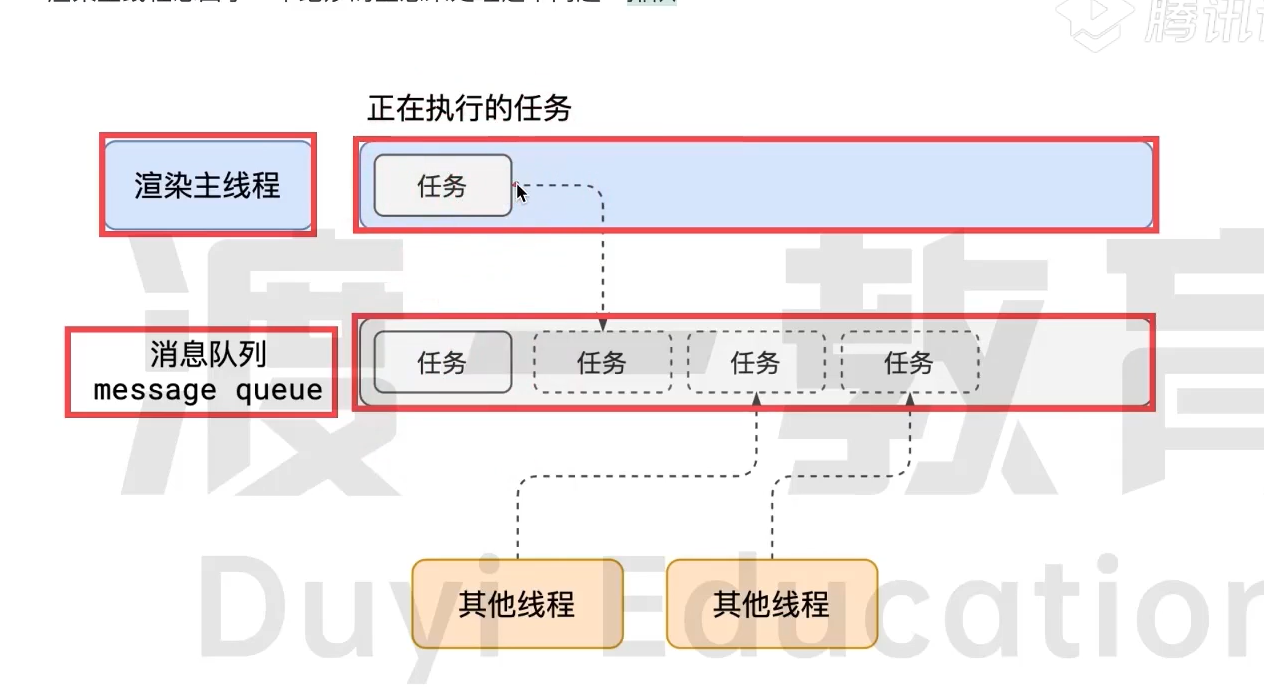 正在执行的任务
渲染主线程
任务
消息队列
message queue
任务
任务
任务
任务
其他线程
其他线程
渡一教育
Duyi Education
腾讯